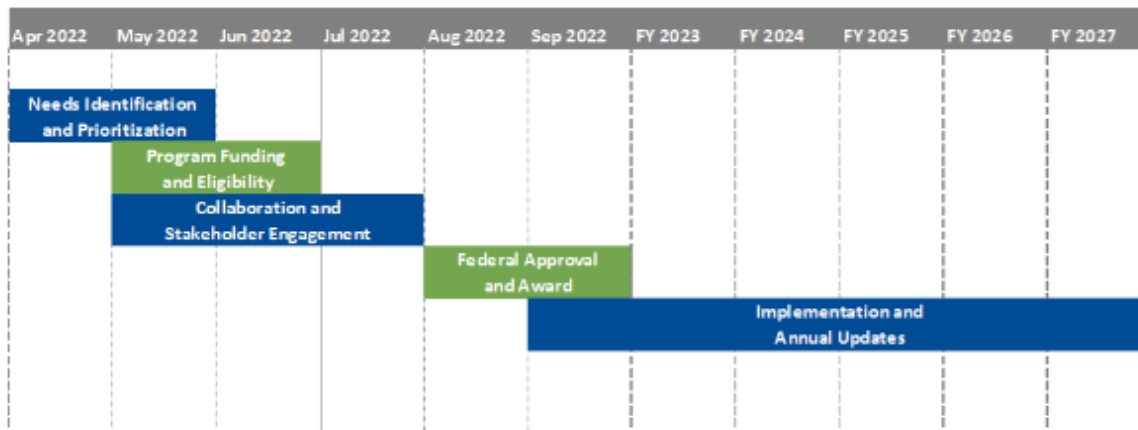 Apr 2022 May 2022 Jun 2022 Jul 2022 Aug 2022 Sep 2022 FY 2023 FY 2024 FY 2025 FY 2026 FY 2027
Needs Identification
and Prioritization
Program Funding
and Eligibility
Collaboration and
Stakeholder Engagement
Federal Approval
and Award
Implementation and
Annual Updates